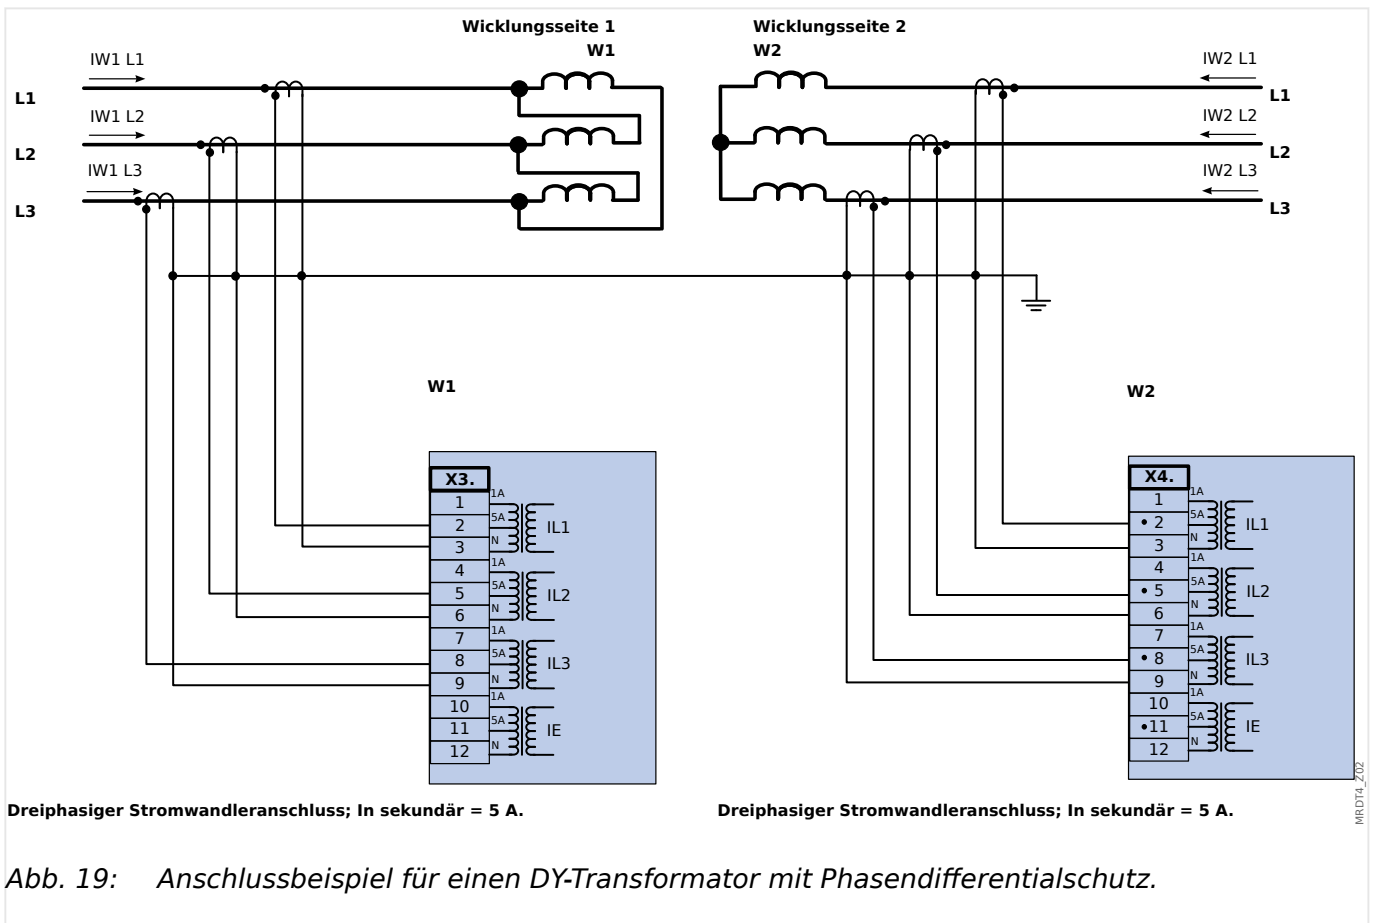 Wicklungsseite 1
W1
Wicklungsseite 2
W2
IW1 L1
L1
IW1 L2
L2
IW1 L3
L3
IW2 L1
L1
IW2 L2
L2
IW2 L3
L3
W1
X3.
1 1A
2 5A IL1
3 N
4 1A
5 5A IL2
6 N
7 1A
8 5A IL3
9 N
10 1A
11 5A IE
12 N
W2
X4.
1 1A
• 2 5A IL1
3 N
4 1A
• 5 5A IL2
6 N
7 1A
• 8 5A IL3
9 N
10 1A
•11 5A IE
12 N
MRDT4_Z02
Dreiphasiger Stromwandleranschluss; In sekundär = 5 A.
Dreiphasiger Stromwandleranschluss; In sekundär = 5 A.
Abb. 19: Anschlussbeispiel für einen DY-Transformator mit Phasendifferentialschutz.